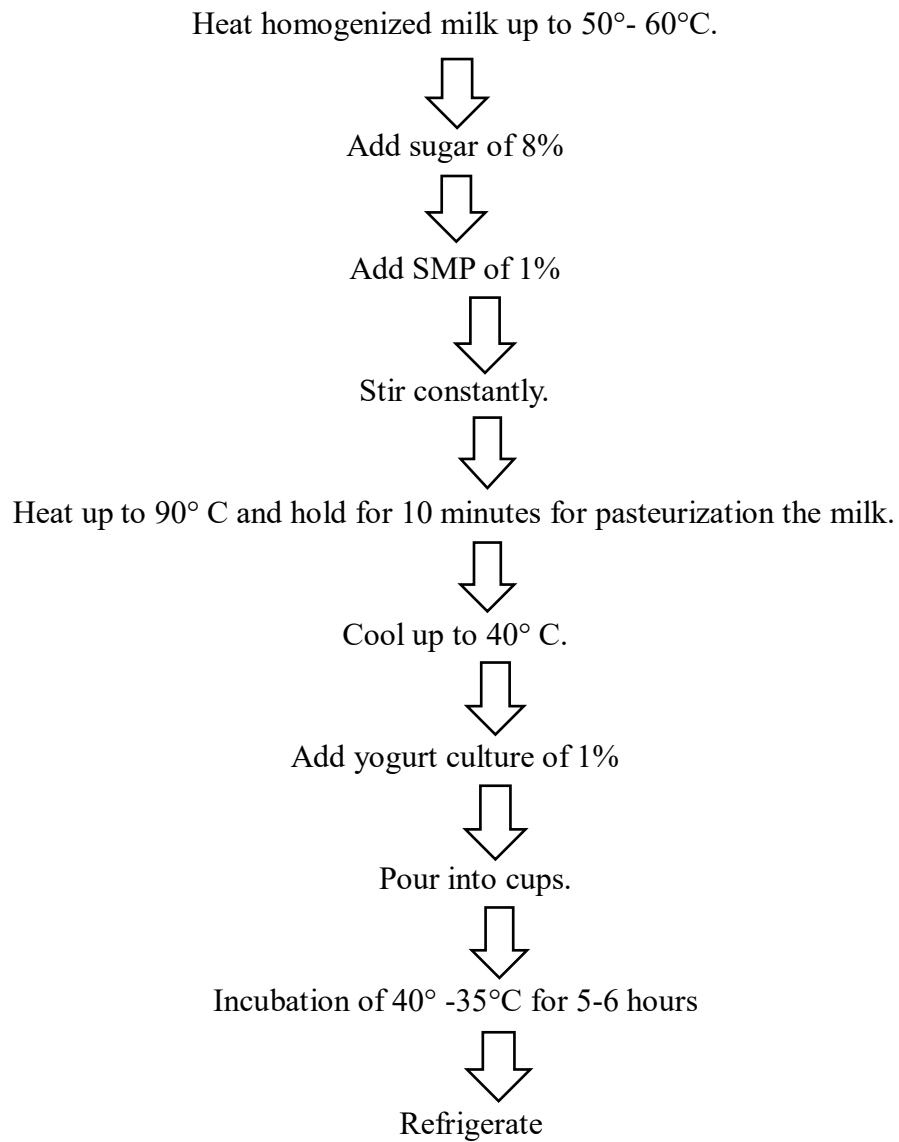 Heat homogenized milk up to 50°- 60°C.
Add sugar of 8%
Add SMP of 1%
Stir constantly.
Heat up to 90° C and hold for 10 minutes for pasteurization the milk.
Cool up to 40° C.
Add yogurt culture of 1%
Pour into cups.
Incubation of 40° -35°C for 5-6 hours
Refrigerate